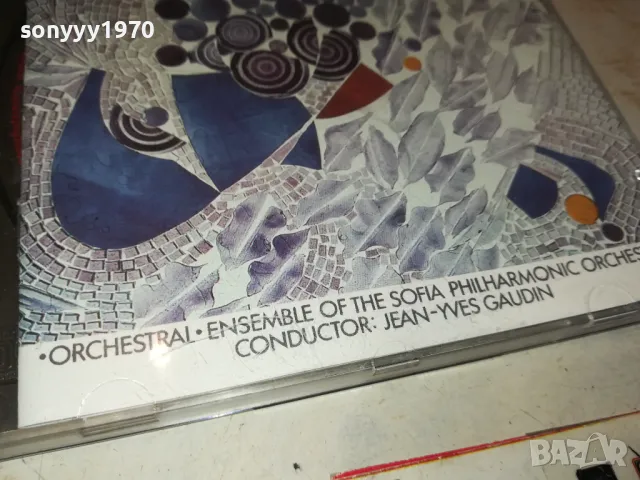 sonyyy1970
•ORCHESTRAL• ENSEMBLE OF THE SOFIA PHILHARMONIC ORCHES
CONDUCTOR: JEAN-YVES GAUDIN
BAZAR